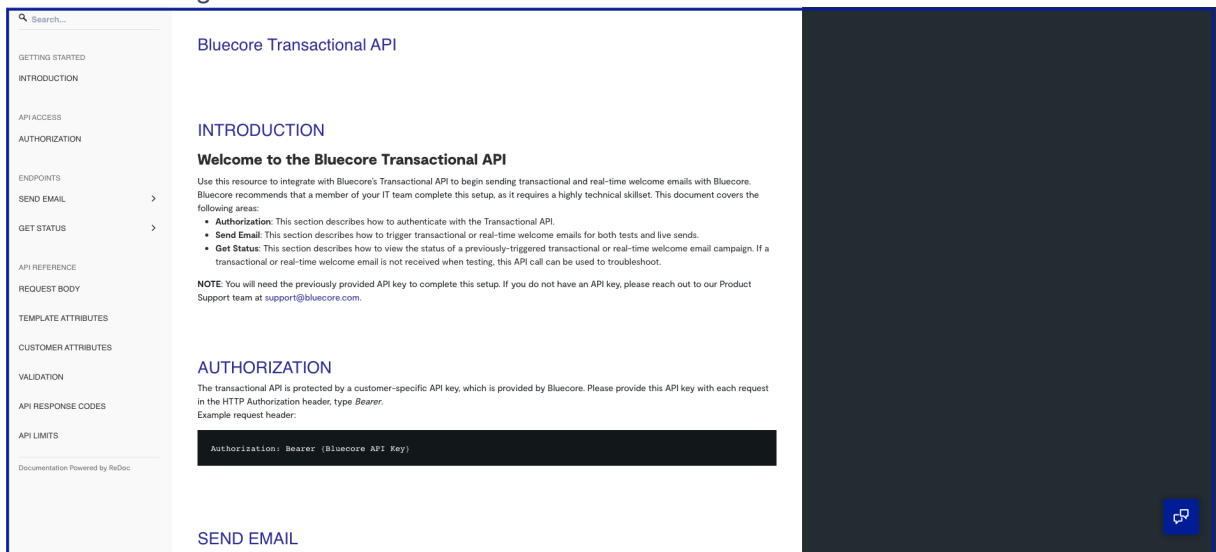 Search...
GETTING STARTED
INTRODUCTION
API ACCESS
AUTHORIZATION
ENDPOINTS
SEND EMAIL
GET STATUS
API REFERENCE
REQUEST BODY
TEMPLATE ATTRIBUTES
CUSTOMER ATTRIBUTES
VALIDATION
API RESPONSE CODES
API LIMITS
Documentation Powered by ReDoc
Bluecore Transactional API
INTRODUCTION
Welcome to the Bluecore Transactional API
Use this resource to integrate with Bluecore's Transactional API to begin sending transactional and real-time welcome emails with Bluecore.
Bluecore recommends that a member of your IT team complete this setup, as it requires a highly technical skillset. This document covers the
following areas:
• Authorization: This section describes how to authenticate with the Transactional API.
• Send Email: This section describes how to trigger transactional or real-time welcome emails for both tests and live sends.
• Get Status: This section describes how to view the status of a previously-triggered transactional or real-time welcome email campaign. If a
transactional or real-time welcome email is not received when testing, this API call can be used to troubleshoot.
NOTE: You will need the previously provided API key to complete this setup. If you do not have an API key, please reach out to our Product
Support team at support@bluecore.com.
AUTHORIZATION
The transactional API is protected by a customer-specific API key, which is provided by Bluecore. Please provide this API key with each request
in the HTTP Authorization header, type Bearer.
Example request header:
Authorization: Bearer {Bluecore API Key}
SEND EMAIL